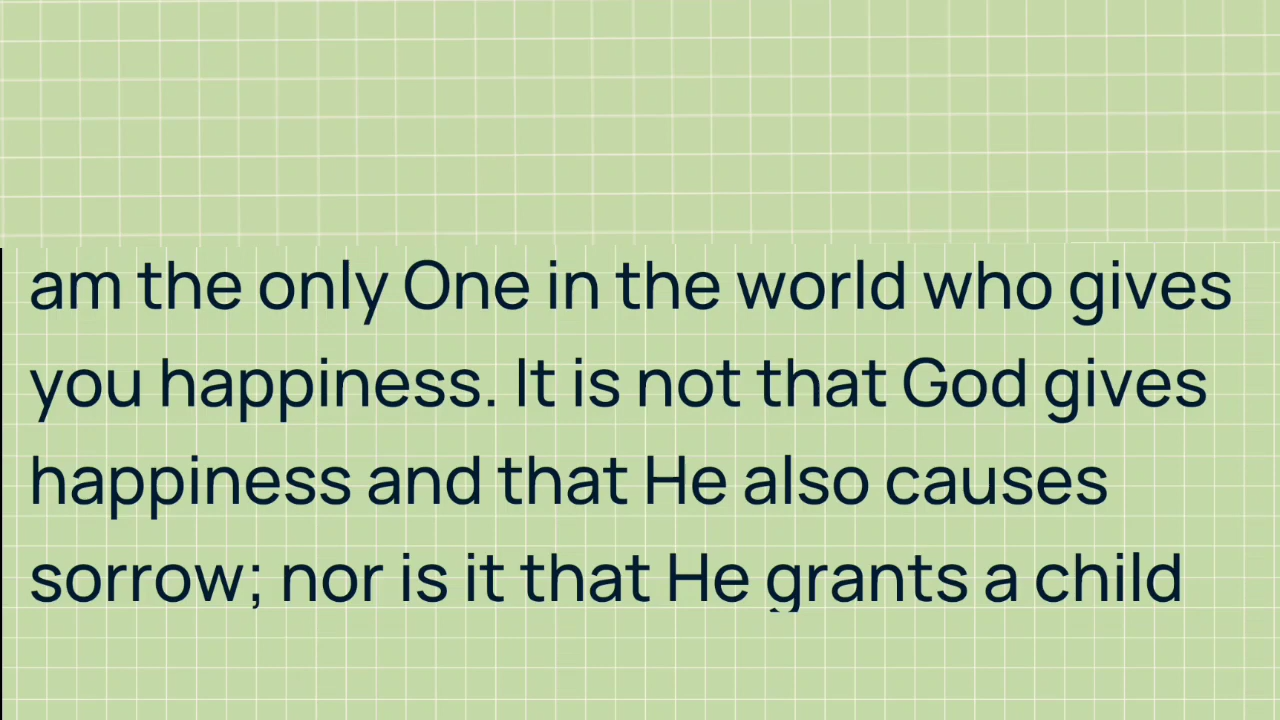 am the only One in the world who gives
you happiness. It is not that God gives
happiness and that He also causes
sorrow; nor is it that He grants a child